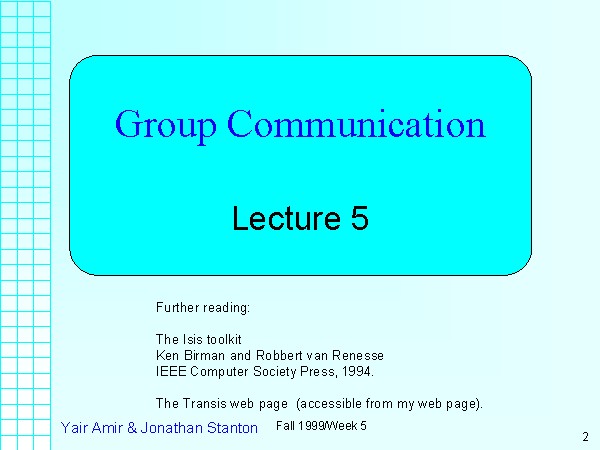 Group Communication
Lecture 5
Further reading:
The Isis toolkit
Ken Birman and Robbert van Renesse
IEEE Computer Society Press, 1994.
The Transis web page (accessible from my web page).
Yair Amir & Jonathan Stanton Fall 1999/Week 5
2